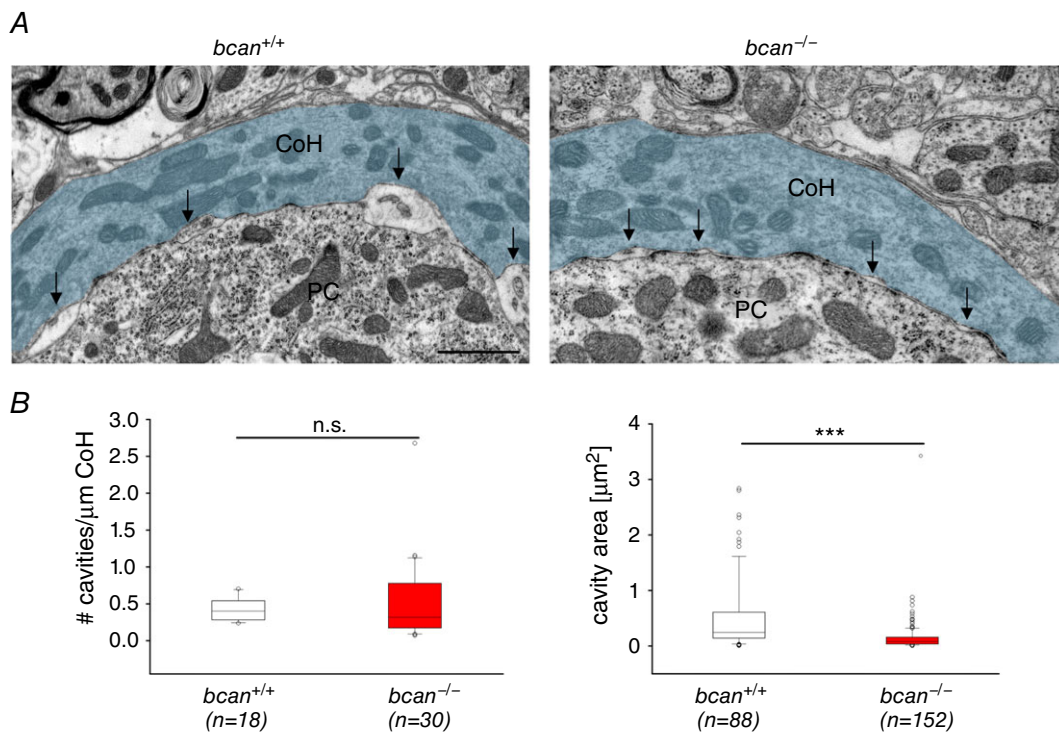 A
bcan+/+
bcan–/–
CoH
CoH
PC
PC
B
3.0
2.5
2.0
1.5
1.0
0.5
0.0
# cavities/µm CoH
n.s.
bcan+/+
(n=18)
bcan–/–
(n=30)
4
3
2
1
0
cavity area [µm²]
***
bcan+/+
(n=88)
bcan–/–
(n=152)